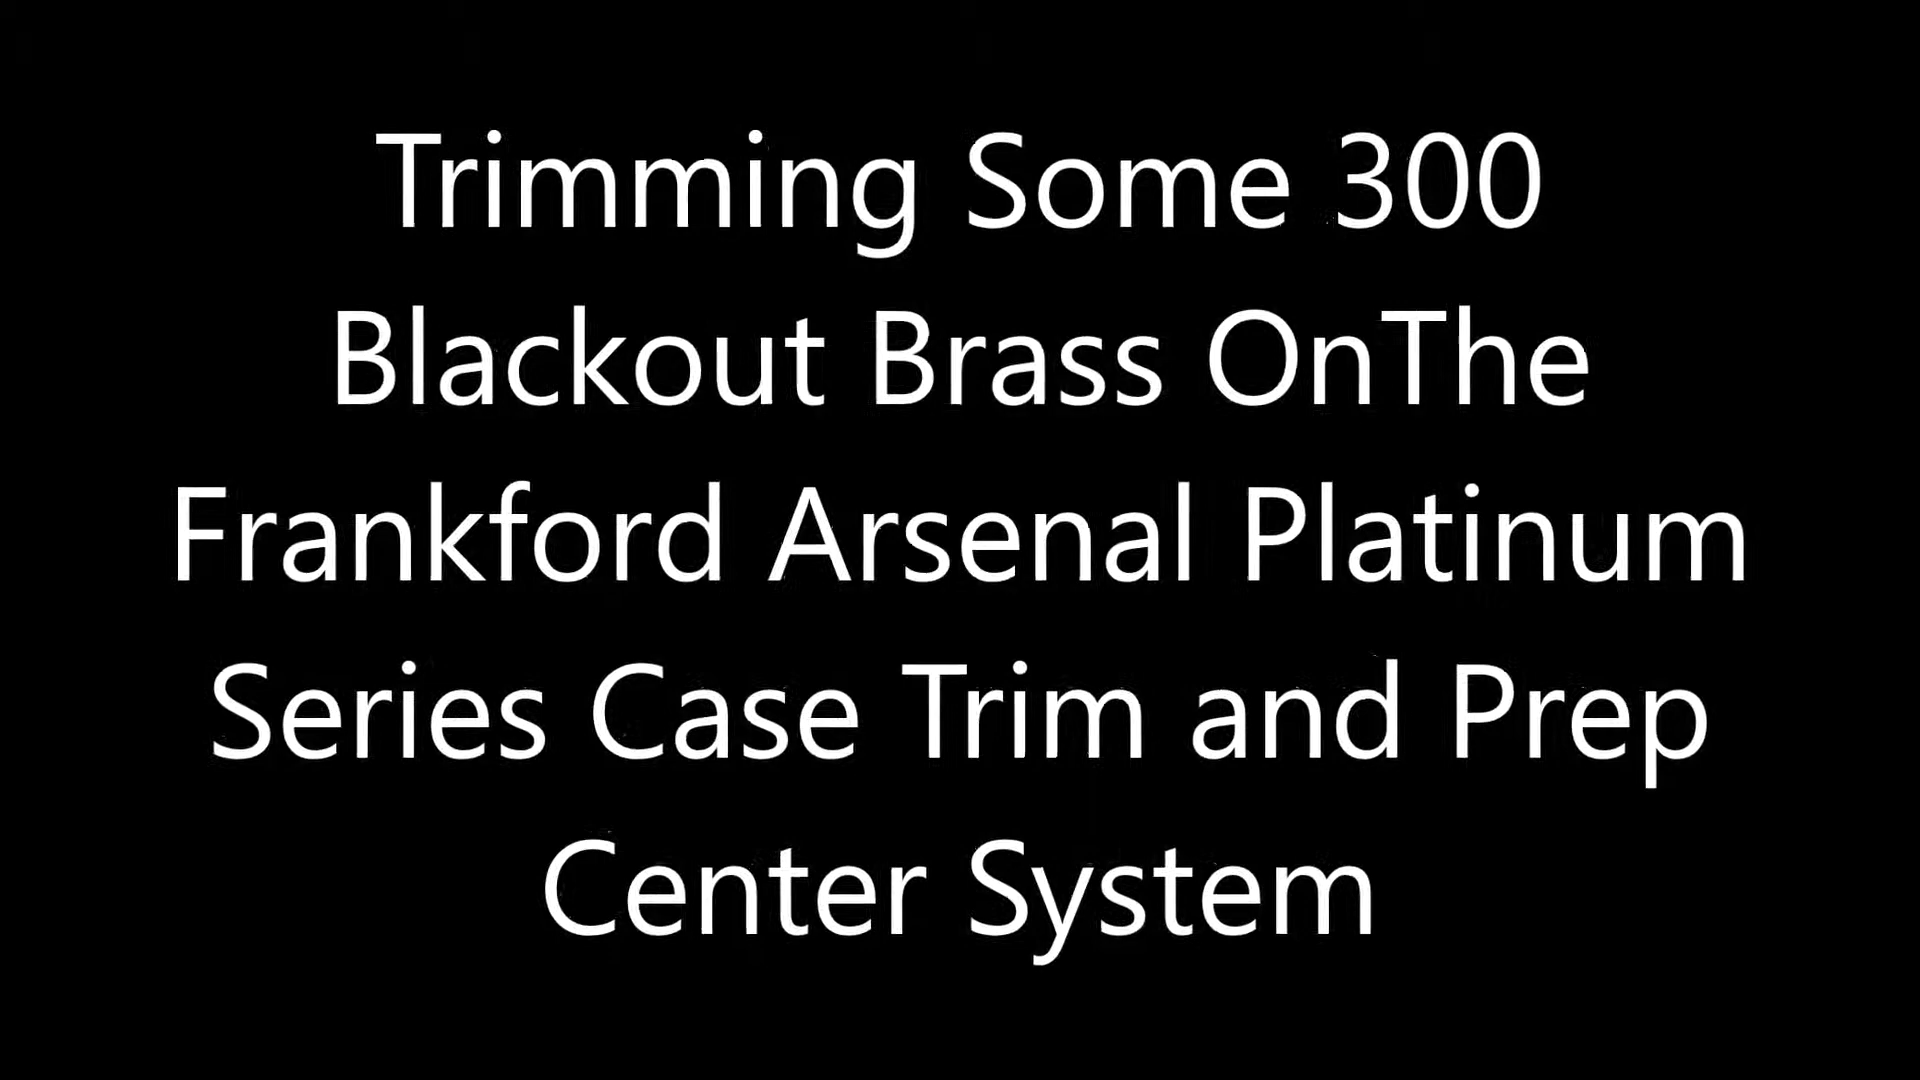 Trimming Some 300
Blackout Brass OnThe
Frankford Arsenal Platinum
Series Case Trim and Prep
Center System